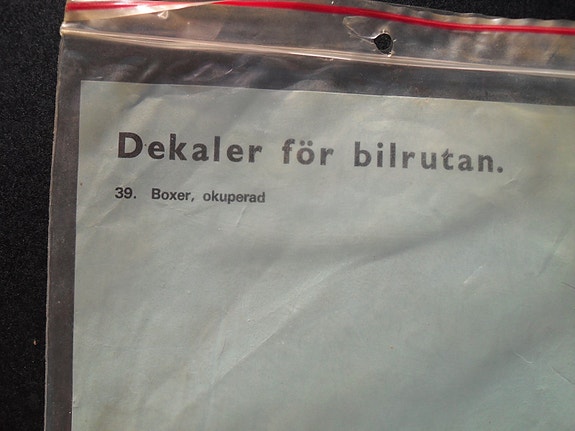 Dekaler för bilrutan.
39. Boxer, okuperad